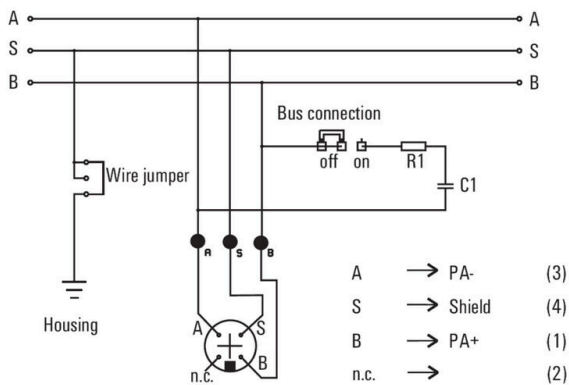 A A
S S
B B
Bus connection
off on R1
C1
Wire jumper
A S B
Housing
A → PA- (3)
S → Shield (4)
B → PA+ (1)
n.c. → (2)
A S
n.c. B